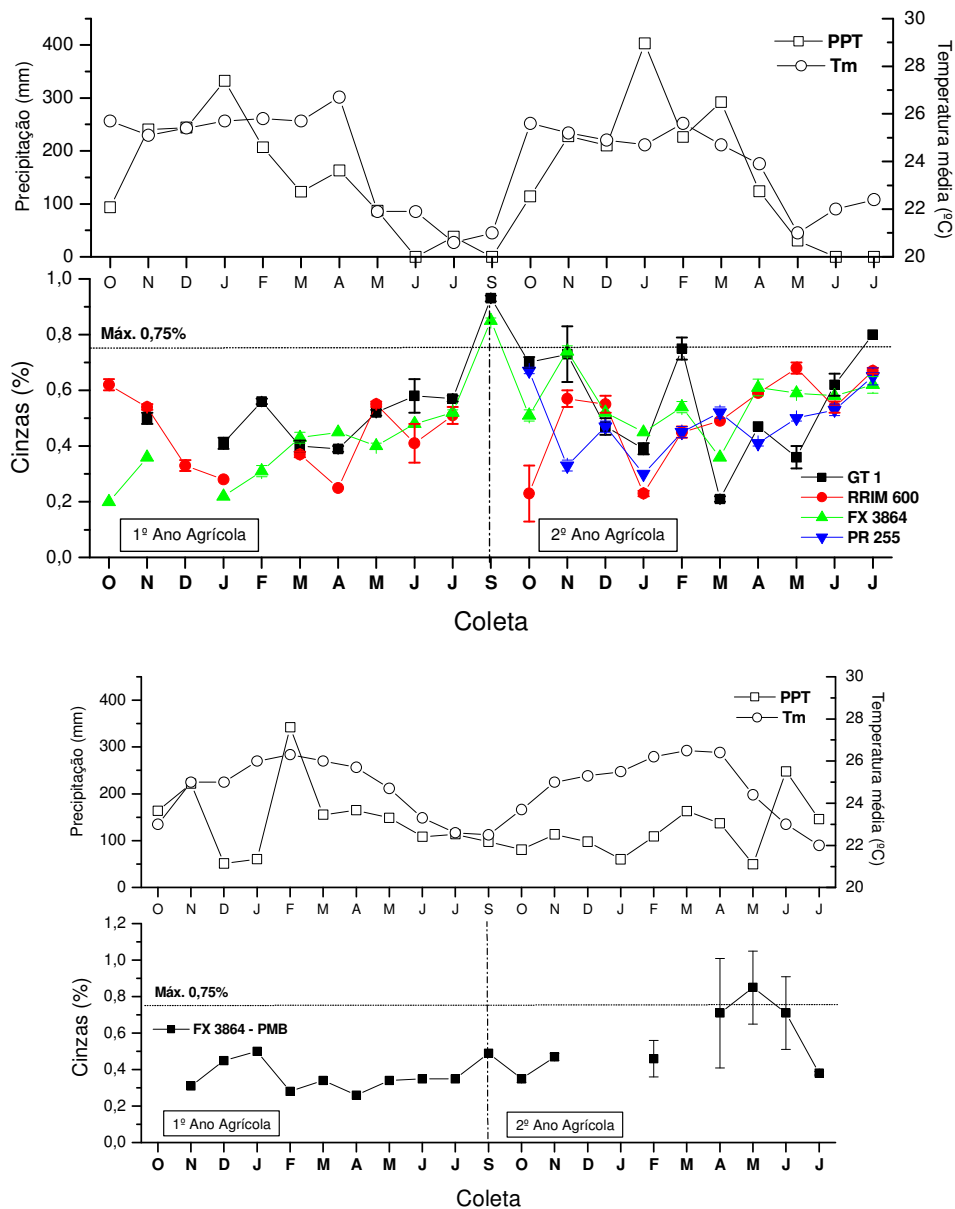 Precipitação (mm)
400
300
200
100
0
PPT
Tm
30
28
26
24
22
20
Temperatura média (ºC)
O N D J F M A M J J S O N D J F M A M J J
Cinzas (%)
1,0
0,8
0,6
0,4
0,2
0,0
Máx. 0,75%
1º Ano Agrícola
2º Ano Agrícola
GT 1
RRIM 600
FX 3864
PR 255
O N D J F M A M J J S O N D J F M A M J J
Coleta
Precipitação (mm)
400
300
200
100
0
PPT
Tm
30
28
26
24
22
20
Temperatura média (ºC)
O N D J F M A M J J S O N D J F M A M J J
Cinzas (%)
1,2
1,0
0,8
0,6
0,4
0,2
0,0
Máx. 0,75%
FX 3864 - PMB
1º Ano Agrícola
2º Ano Agrícola
O N D J F M A M J J S O N D J F M A M J J
Coleta